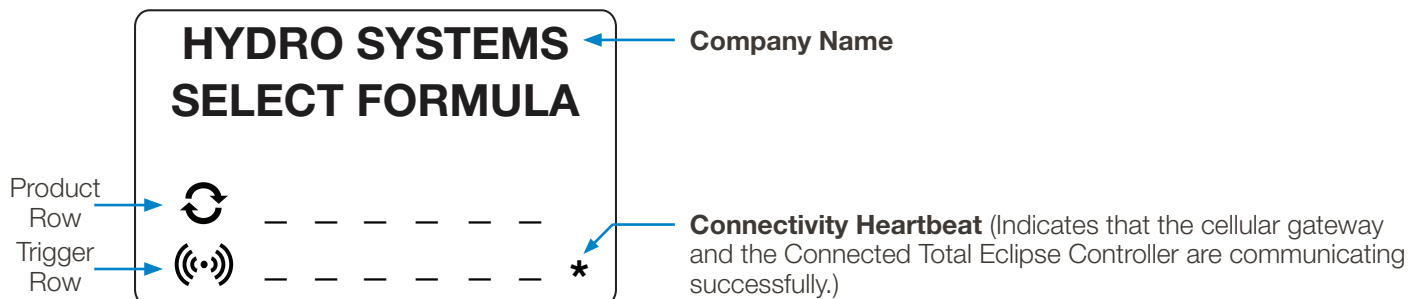 HYDRO SYSTEMS
Company Name
SELECT FORMULA
Product
Row
_ _ _ _ _ _
Trigger
Row
_ _ _ _ _ _ *
Connectivity Heartbeat (Indicates that the cellular gateway
and the Connected Total Eclipse Controller are communicating
successfully.)